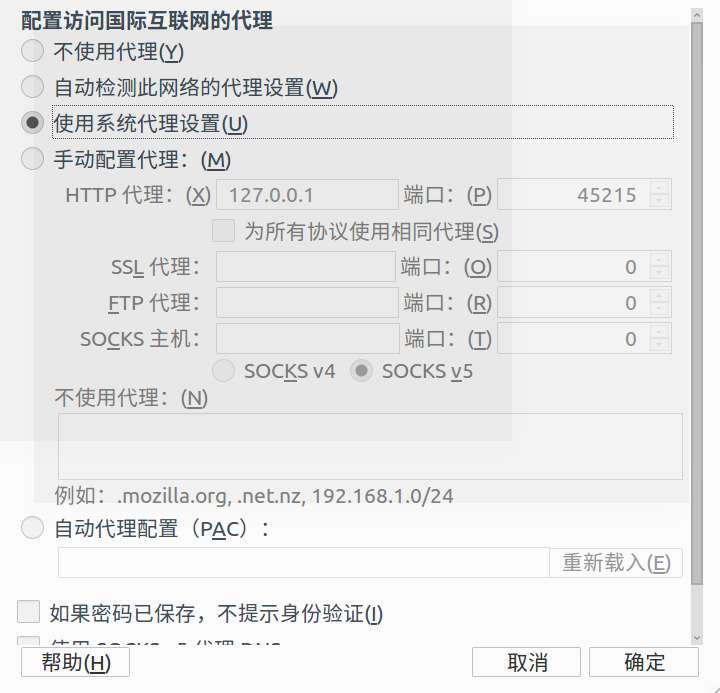 配置访问国际互联网的代理
不使用代理(Y)
自动检测此网络的代理设置(W)
使用系统代理设置(U)
手动配置代理：(M)
HTTP 代理：(X) 127.0.0.1 端口：(P) 45215
为所有协议使用相同代理(S)
SSL 代理： 端口：(O) 0
FTP 代理： 端口：(R) 0
SOCKS 主机： 端口：(T) 0
SOCKS v4 SOCKS v5
不使用代理：(N)
例如：.mozilla.org, .net.nz, 192.168.1.0/24
自动代理配置（PAC）：
重新载入(E)
如果密码已保存，不提示身份验证(I)
使用 SOCKS v5 代理 DNS
帮助(H) 取消 确定